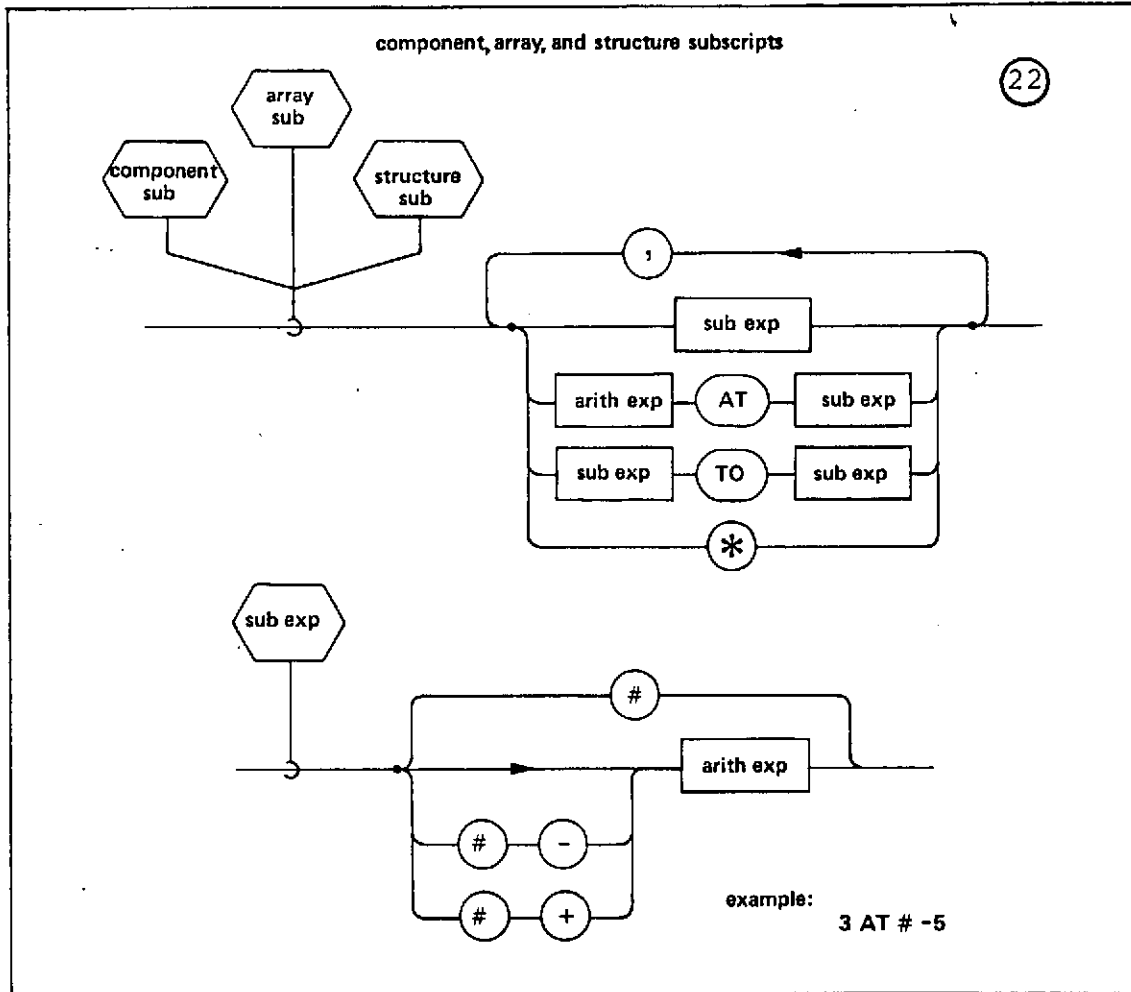 component, array, and structure subscripts
22
array
sub
component
sub
structure
sub
,
sub exp
arith exp AT sub exp
sub exp TO sub exp
*
sub exp
#
arith exp
# -
# +
example:
3 AT # -5